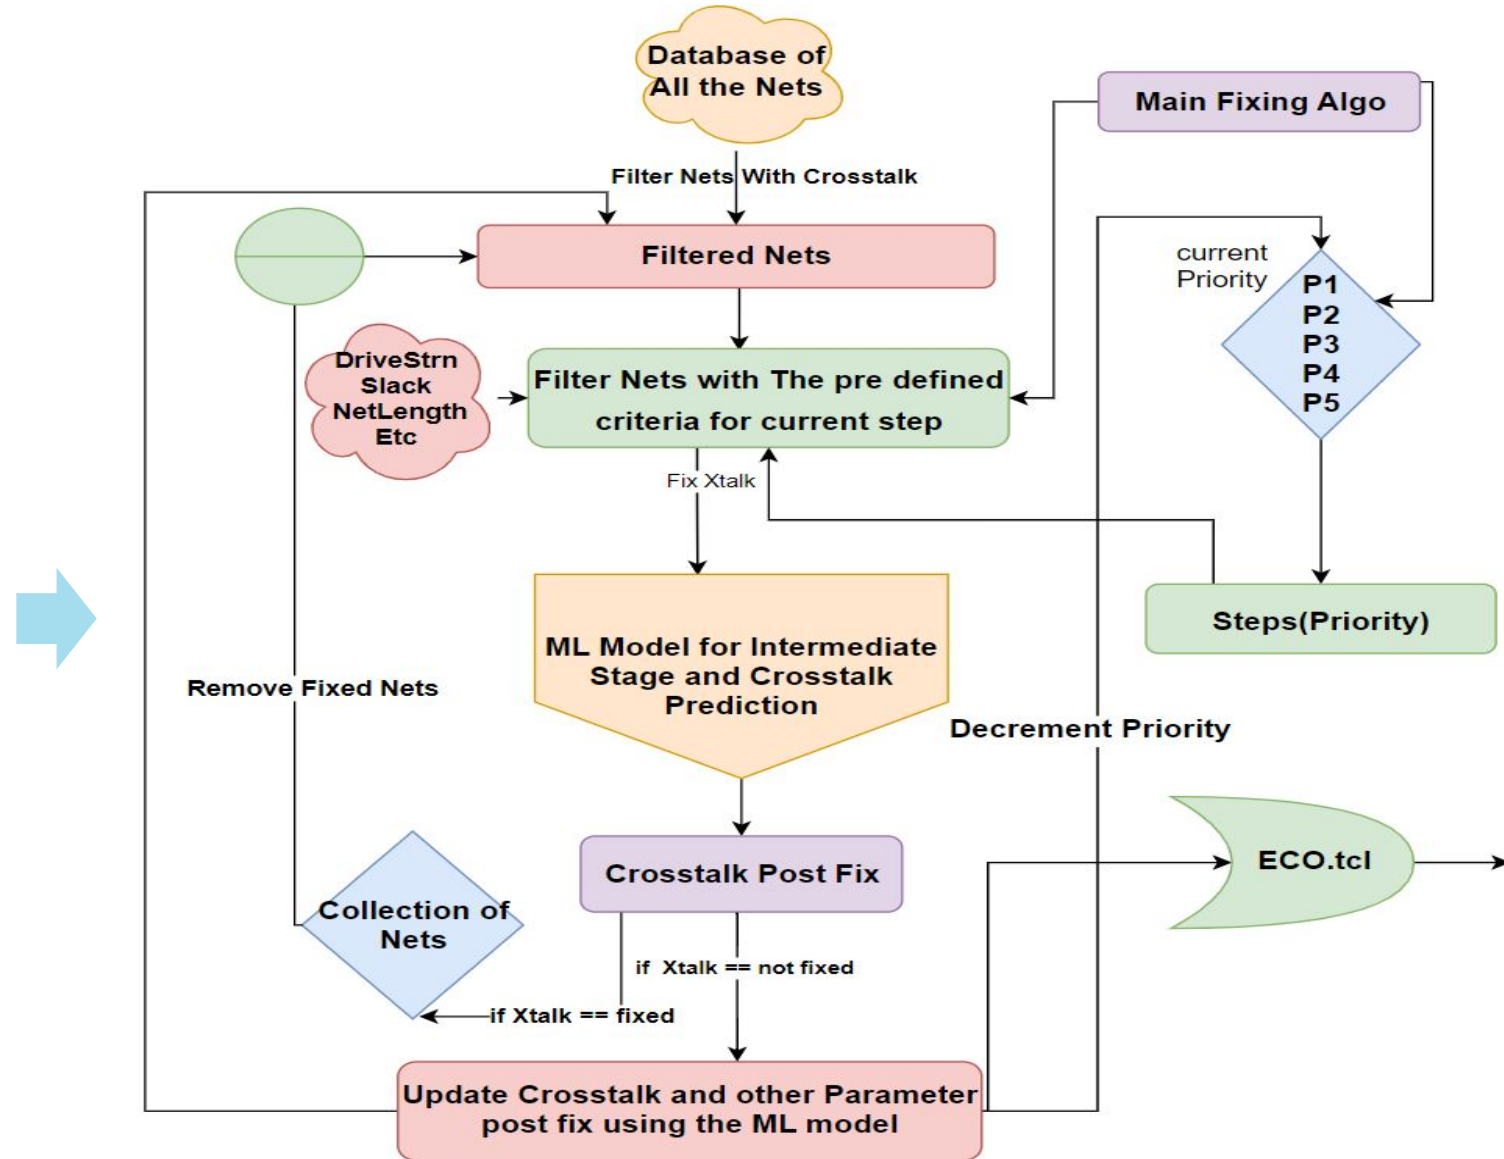 Database of
All the Nets
Main Fixing Algo
Filter Nets With Crosstalk
Filtered Nets
current
Priority
P1
P2
P3
P4
P5
DriveStrn
Slack
NetLength
Etc
Filter Nets with The pre defined
criteria for current step
Fix Xtalk
Steps(Priority)
ML Model for Intermediate
Stage and Crosstalk
Prediction
Remove Fixed Nets
Decrement Priority
Crosstalk Post Fix
ECO.tcl
Collection of
Nets
if Xtalk == not fixed
if Xtalk == fixed
Update Crosstalk and other Parameter
post fix using the ML model